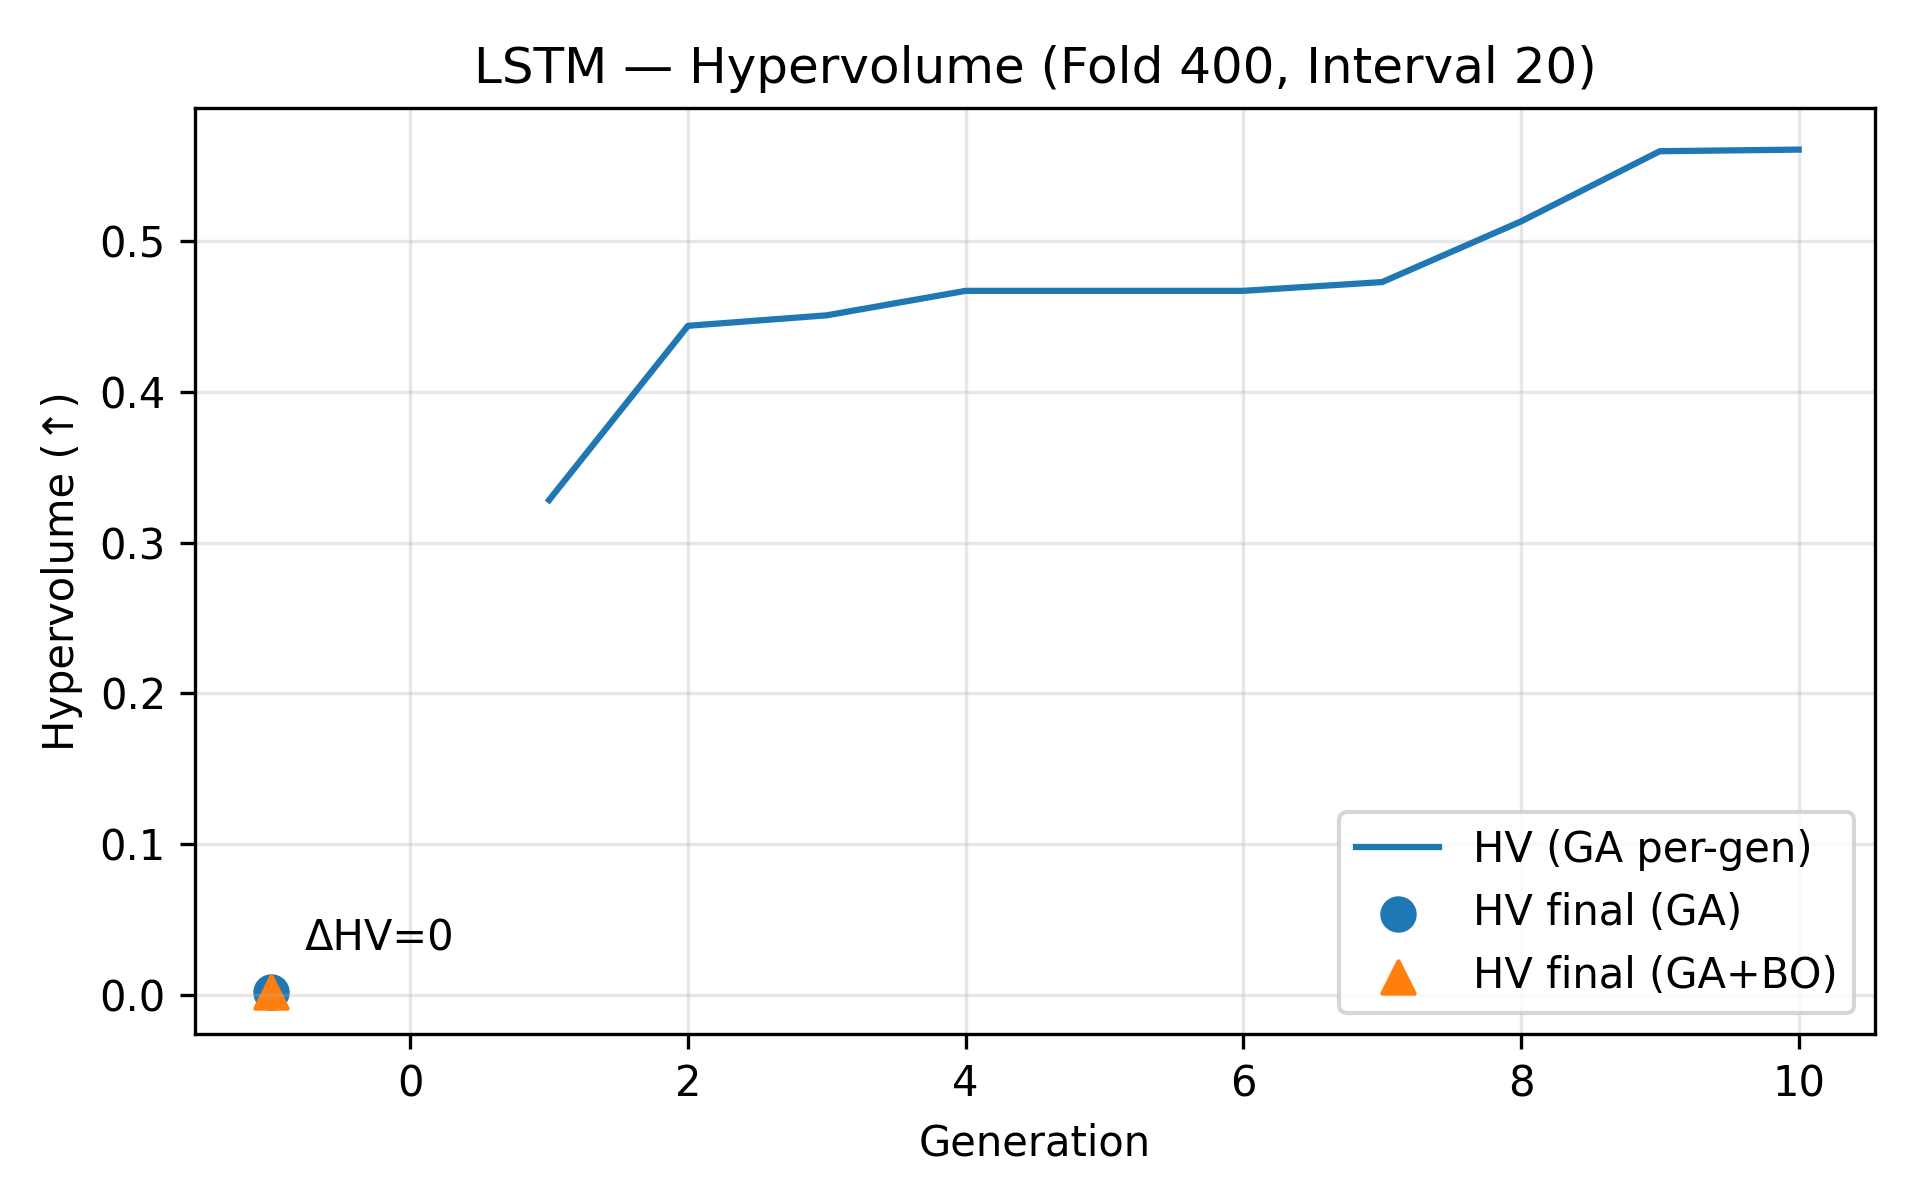 LSTM — Hypervolume (Fold 400, Interval 20)
Hypervolume (↑)
0.5
0.4
0.3
0.2
0.1
0.0
ΔHV=0
HV (GA per-gen)
HV final (GA)
HV final (GA+BO)
0 2 4 6 8 10
Generation